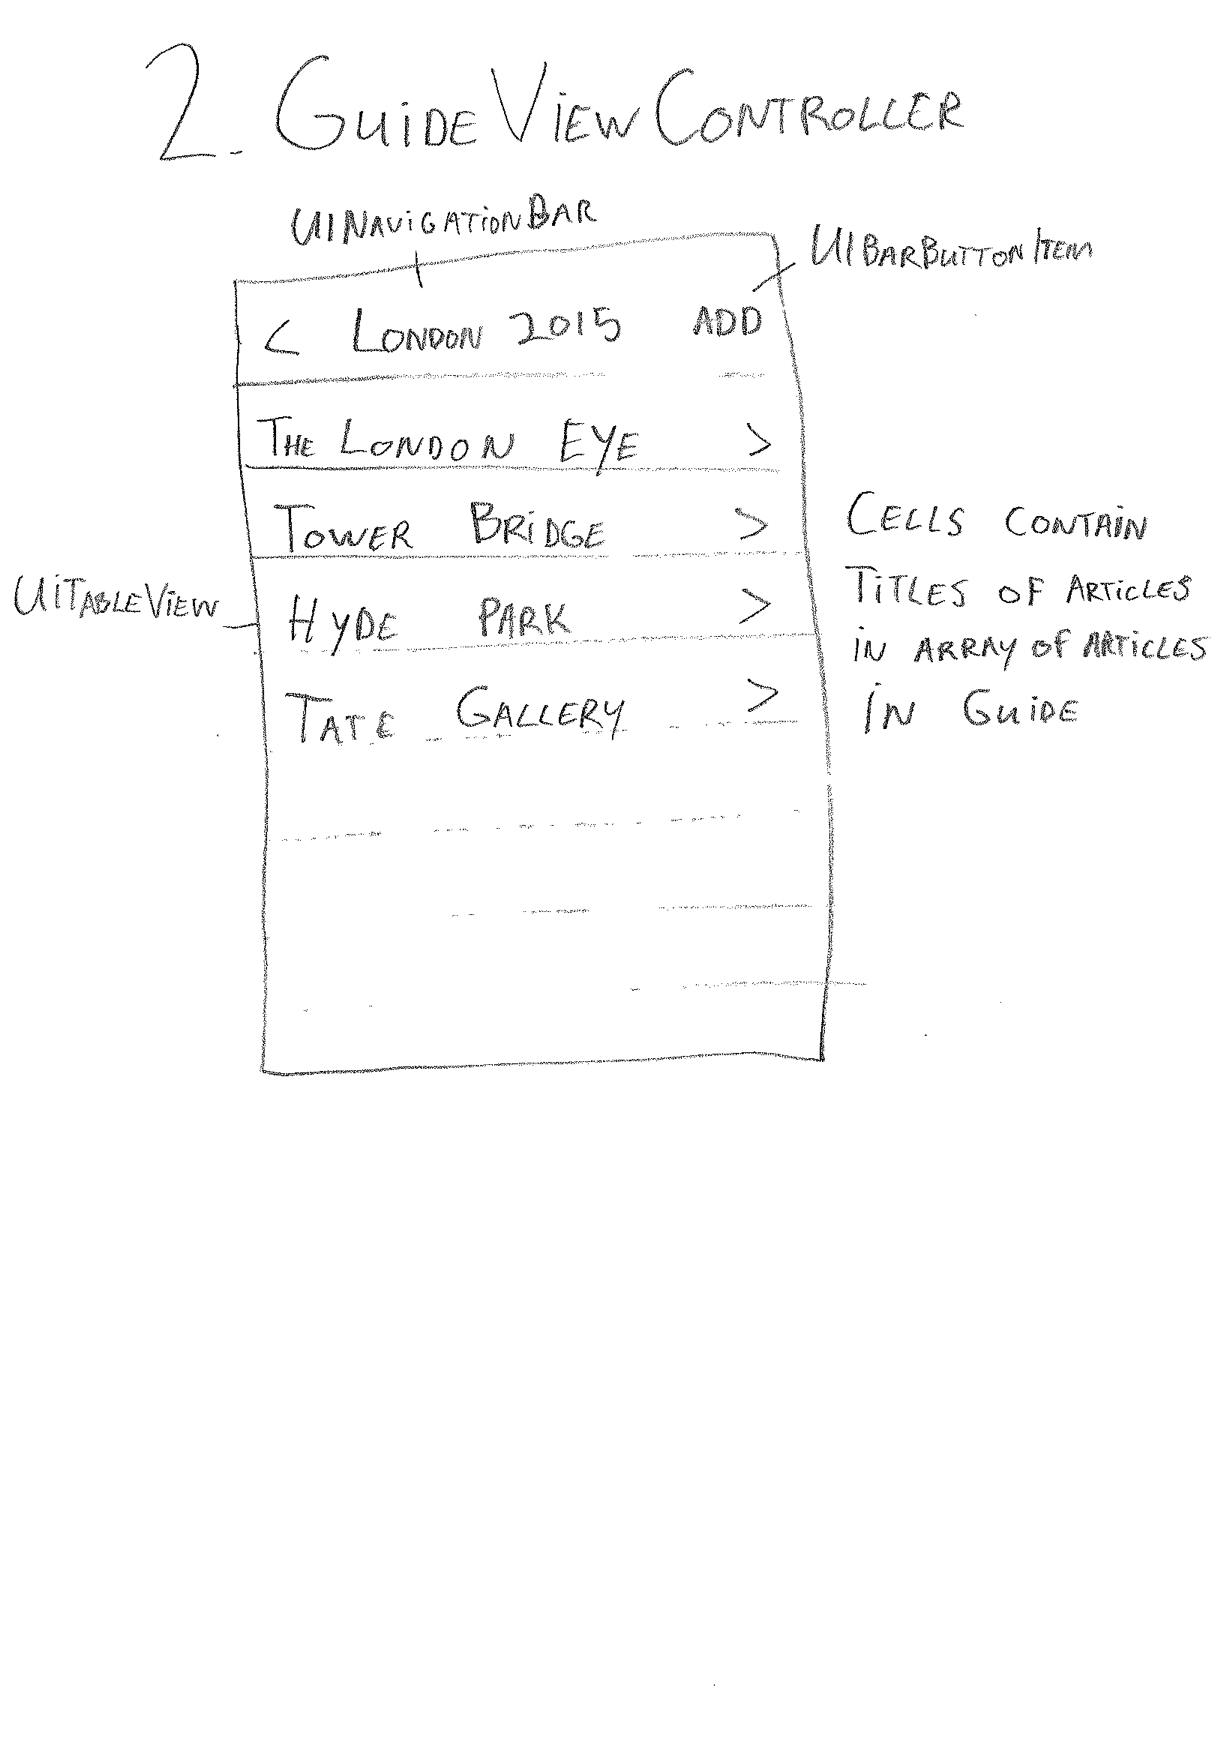 2. GUIDEVIEWCONTROLLER
UINAVIGATIONBAR
UIBARBUTTONITEM
< LONDON 2015 ADD
THE LONDON EYE >
TOWER BRIDGE >
HYDE PARK >
TATE GALLERY >
UITABLEVIEW
CELLS CONTAIN
TITLES OF ARTICLES
IN ARRAY OF ARTICLES
IN GUIDE